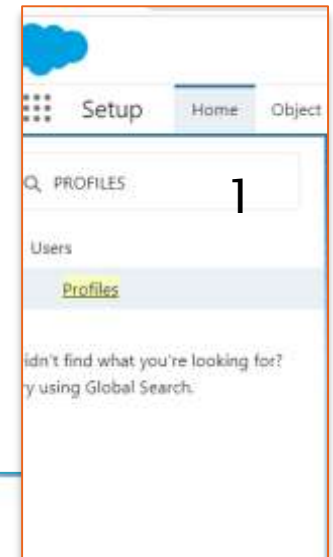 Setup Home Object
PROFILES
1
Users
Profiles
idn't find what you're looking for?
y using Global Search.